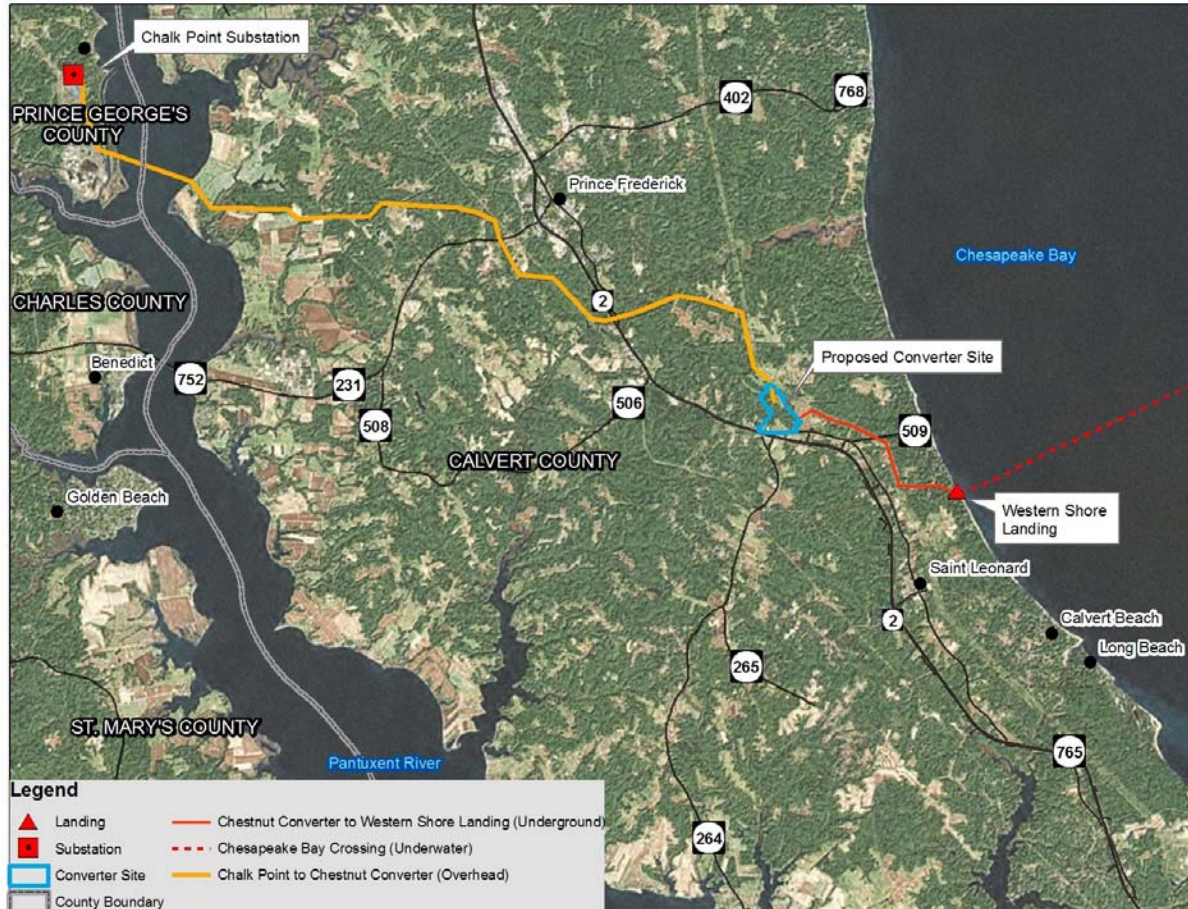 Chalk Point Substation
402
768
PRINCE GEORGE'S
COUNTY
Prince Frederick
Chesapeake Bay
CHARLES COUNTY
2
Proposed Converter Site
Benedict
752
231
506
508
509
CALVERT COUNTY
Golden Beach
Western Shore
Landing
Saint Leonard
2
Calvert Beach
Long Beach
265
ST. MARY'S COUNTY
765
Pantuxent River
264
Legend
Landing
Chestnut Converter to Western Shore Landing (Underground)
Substation
Chesapeake Bay Crossing (Underwater)
Converter Site
Chalk Point to Chestnut Converter (Overhead)
County Boundary